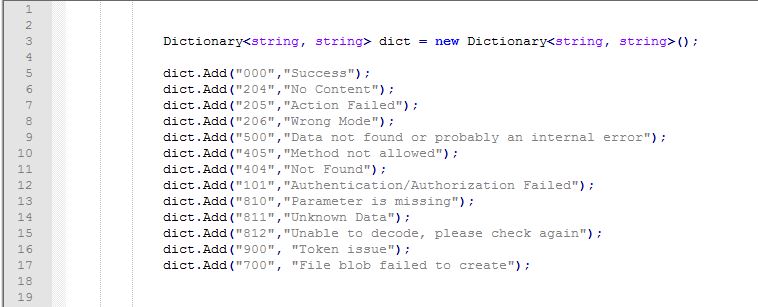 1
2
3 Dictionary<string, string> dict = new Dictionary<string, string>();
4
5 dict.Add("000","Success");
6 dict.Add("204","No Content");
7 dict.Add("205","Action Failed");
8 dict.Add("206","Wrong Mode");
9 dict.Add("500","Data not found or probably an internal error");
10 dict.Add("405","Method not allowed");
11 dict.Add("404","Not Found");
12 dict.Add("101","Authentication/Authorization Failed");
13 dict.Add("810","Parameter is missing");
14 dict.Add("811","Unknown Data");
15 dict.Add("812","Unable to decode, please check again");
16 dict.Add("900", "Token issue");
17 dict.Add("700", "File blob failed to create");
18
19